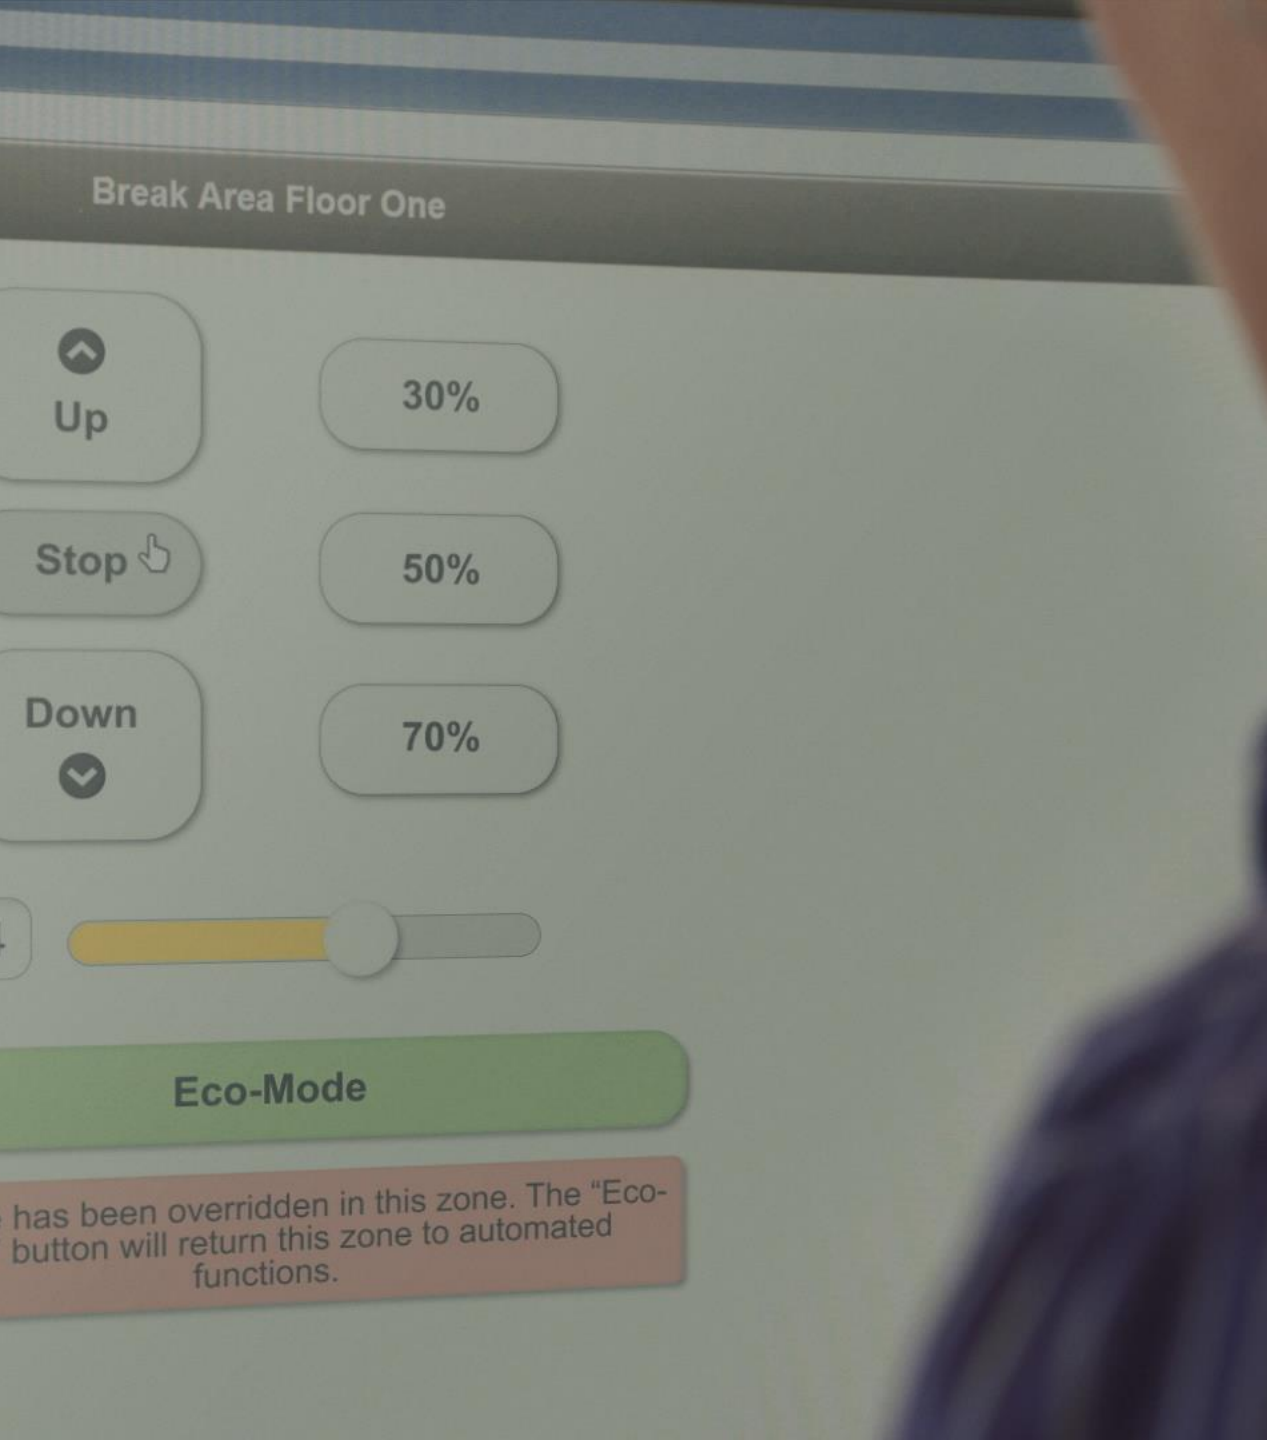 Break Area Floor One
Up
30%
Stop
50%
Down
70%
Eco-Mode
has been overridden in this zone. The “Eco-
button will return this zone to automated
functions.